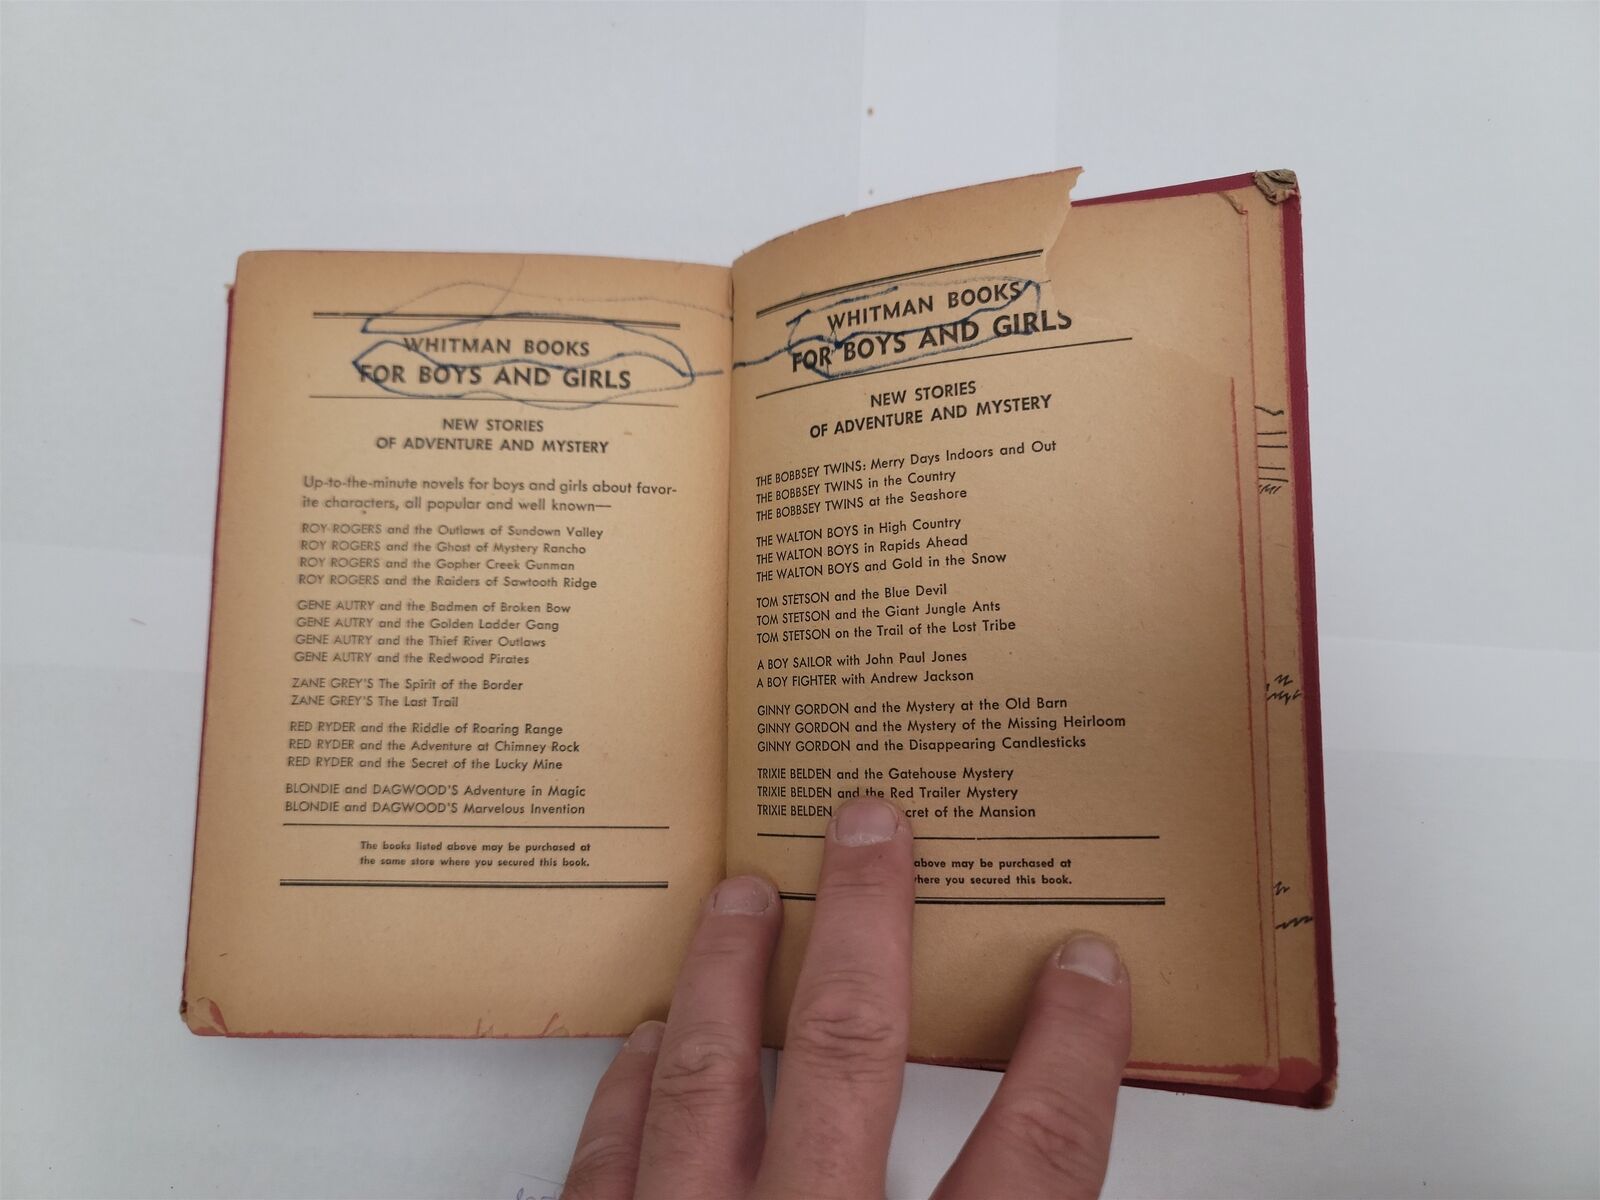 WHITMAN BOOKS
FOR BOYS AND GIRLS
NEW STORIES
OF ADVENTURE AND MYSTERY
Up-to-the-minute novels for boys and girls about favor-
ite characters, all popular and well known—
ROY ROGERS and the Outlaws of Sundown Valley
ROY ROGERS and the Ghost of Mystery Rancho
ROY ROGERS and the Gopher Creek Gunman
ROY ROGERS and the Raiders of Sawtooth Ridge
GENE AUTRY and the Badmen of Broken Bow
GENE AUTRY and the Golden Ladder Gang
GENE AUTRY and the Thief River Outlaws
GENE AUTRY and the Redwood Pirates
ZANE GREY'S The Spirit of the Border
ZANE GREY'S The Last Trail
RED RYDER and the Riddle of Roaring Range
RED RYDER and the Adventure at Chimney Rock
RED RYDER and the Secret of the Lucky Mine
BLONDIE and DAGWOOD'S Adventure in Magic
BLONDIE and DAGWOOD'S Marvelous Invention
The books listed above may be purchased at
the same store where you secured this book.
WHITMAN BOOKS
FOR BOYS AND GIRLS
NEW STORIES
OF ADVENTURE AND MYSTERY
THE BOBBSEY TWINS: Merry Days Indoors and Out
THE BOBBSEY TWINS in the Country
THE BOBBSEY TWINS at the Seashore
THE WALTON BOYS in High Country
THE WALTON BOYS in Rapids Ahead
THE WALTON BOYS and Gold in the Snow
TOM STETSON and the Blue Devil
TOM STETSON and the Giant Jungle Ants
TOM STETSON on the Trail of the Lost Tribe
A BOY SAILOR with John Paul Jones
A BOY FIGHTER with Andrew Jackson
GINNY GORDON and the Mystery at the Old Barn
GINNY GORDON and the Mystery of the Missing Heirloom
GINNY GORDON and the Disappearing Candlesticks
TRIXIE BELDEN and the Gatehouse Mystery
TRIXIE BELDEN and the Red Trailer Mystery
TRIXIE BELDEN of the Mansion
above may be purchased at
you secured this book.